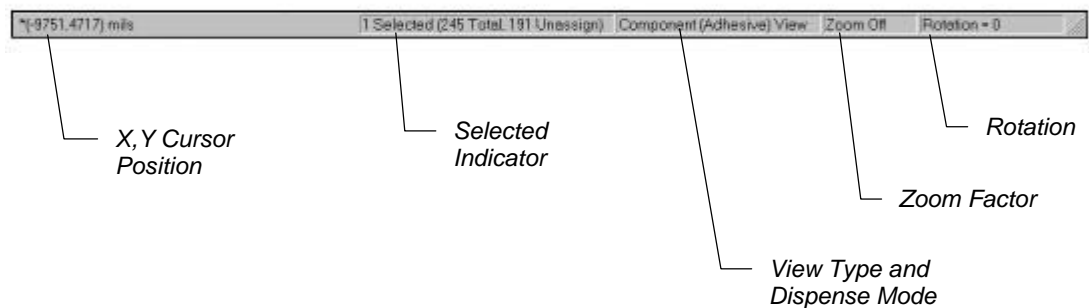 *(-9751,4717) mils 1 Selected (245 Total, 191 Unassign) Component (Adhesive) View Zoom Off Rotation = 0
X,Y Cursor
Position
Selected
Indicator
Rotation
Zoom Factor
View Type and
Dispense Mode